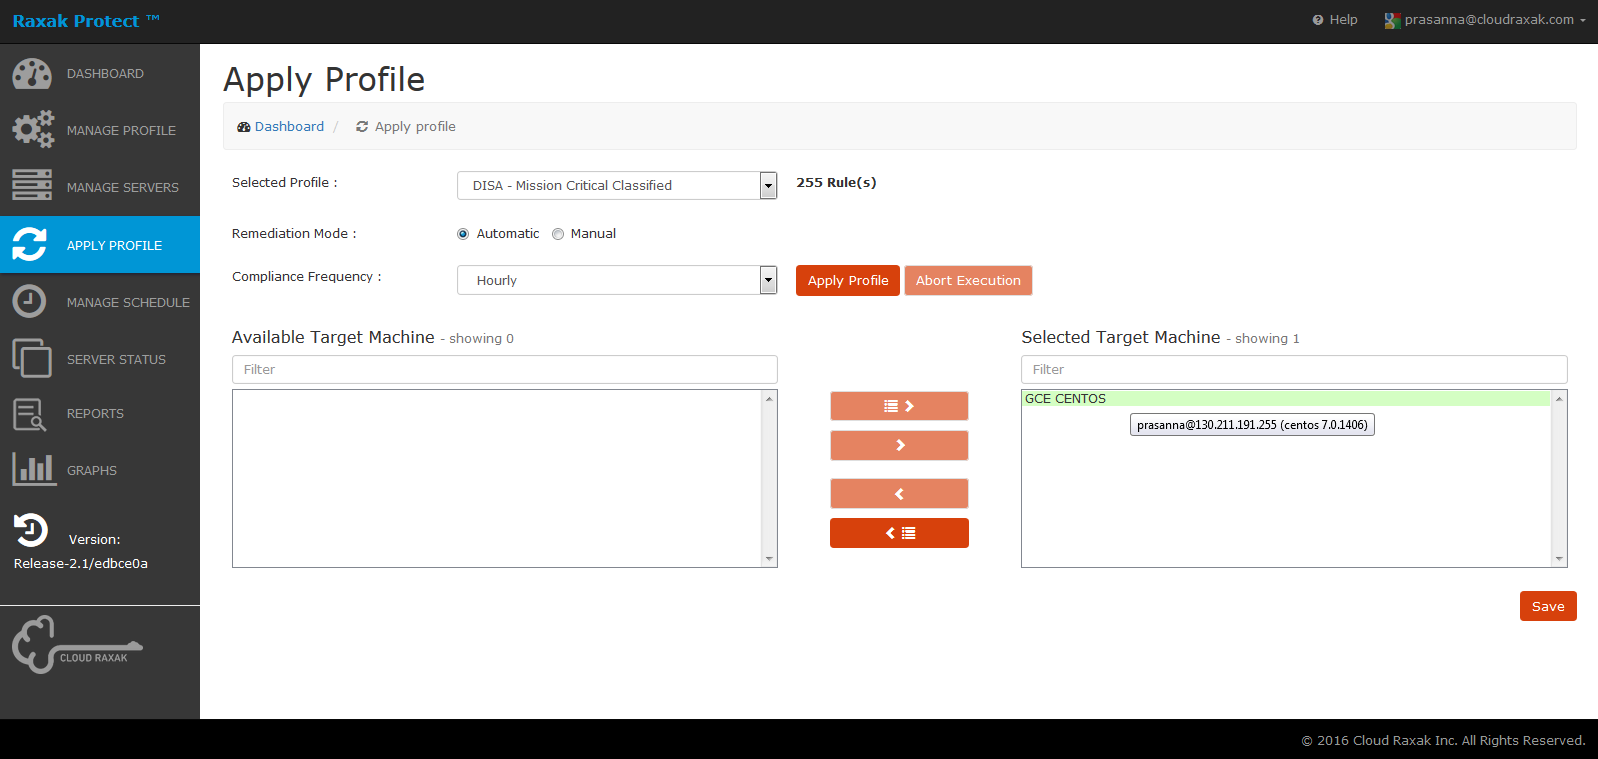 Raxak Protect ™
Help
prasanna@cloudraxak.com
DASHBOARD
MANAGE PROFILE
MANAGE SERVERS
APPLY PROFILE
MANAGE SCHEDULE
SERVER STATUS
REPORTS
GRAPHS
Version:
Release-2.1/edbce0a
CLOUD RAXAK
Apply Profile
Dashboard / Apply profile
Selected Profile : DISA - Mission Critical Classified 255 Rule(s)
Remediation Mode : Automatic Manual
Compliance Frequency : Hourly Apply Profile Abort Execution
Available Target Machine - showing 0
Filter
Selected Target Machine - showing 1
Filter
GCE CENTOS
prasanna@130.211.191.255 (centos 7.0.1406)
Save
© 2016 Cloud Raxak Inc. All Rights Reserved.